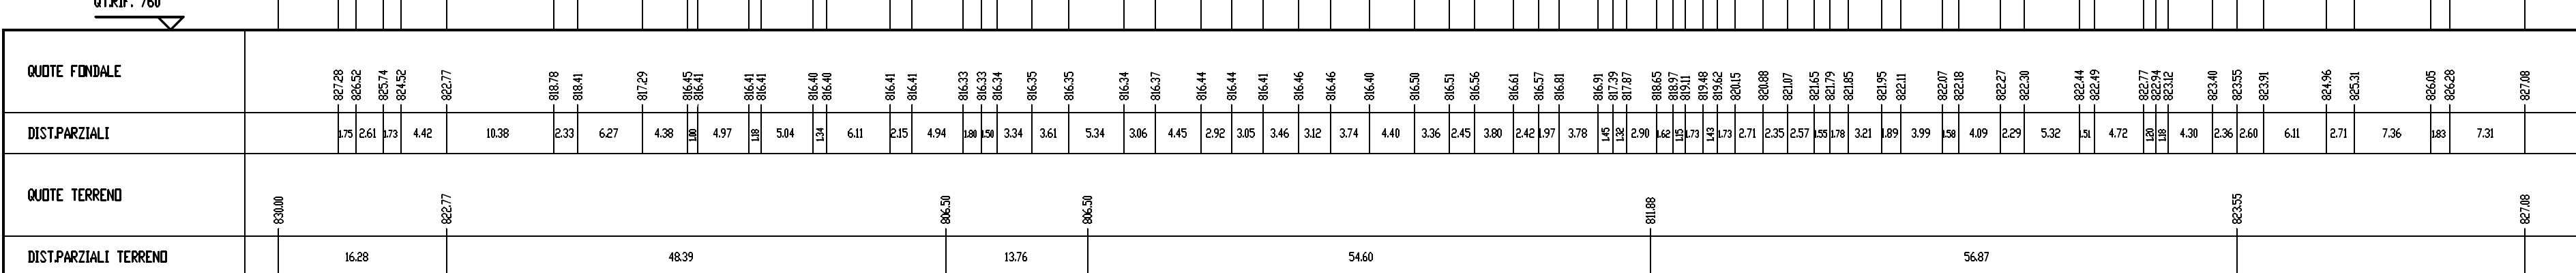 QT.RIF. 760
QUOTE FONDALE 827.28 826.52 825.74 824.52 822.77 818.78 818.41 817.29 816.45 816.41 816.41 816.41 816.40 816.40 816.41 816.41 816.33 816.33 816.34 816.35 816.35 816.34 816.37 816.44 816.44 816.41 816.46 816.46 816.40 816.50 816.51 816.56 816.61 816.57 816.81 816.91 817.39 817.87 818.65 818.97 819.11 819.48 819.62 820.15 820.88 821.07 821.65 821.79 821.85 821.95 822.11 822.07 822.18 822.27 822.30 822.44 822.49 822.77 822.94 823.12 823.40 823.55 823.91 824.96 825.31 826.05 826.28 827.08
DIST.PARZIALI 1.75 2.61 1.73 4.42 10.38 2.33 6.27 4.38 1.00 4.97 1.18 5.04 1.34 6.11 2.15 4.94 1.80 1.50 3.34 3.61 5.34 3.06 4.45 2.92 3.05 3.46 3.12 3.74 4.40 3.36 2.45 3.80 2.42 1.97 3.78 1.45 1.32 2.90 1.62 1.15 1.73 1.43 1.73 2.71 2.35 2.57 1.55 1.78 3.21 1.89 3.99 1.58 4.09 2.29 5.32 1.51 4.72 1.20 1.18 4.30 2.36 2.60 6.11 2.71 7.36 1.83 7.31
QUOTE TERRENO 830.00 822.77 806.50 806.50 811.88 823.55 827.08
DIST.PARZIALI TERRENO 16.28 48.39 13.76 54.60 56.87